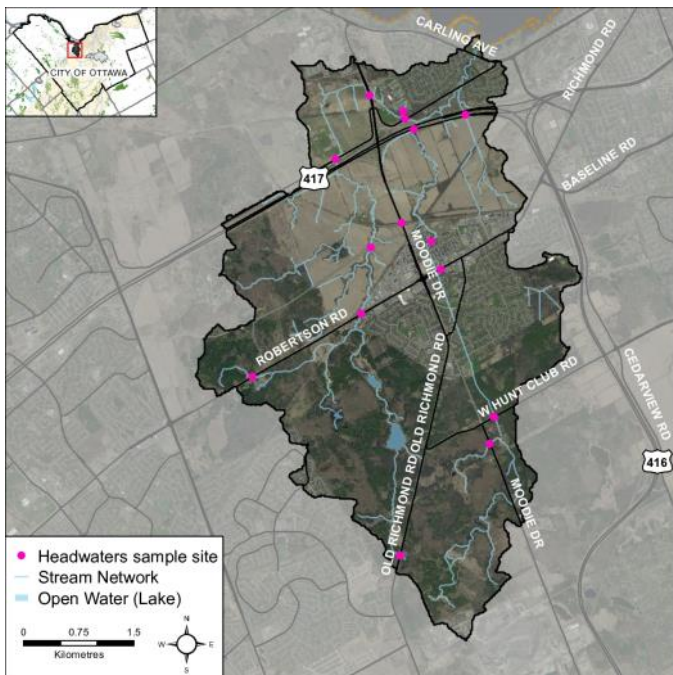 CITY OF OTTAWA
CARLING AVE
RICHMOND RD
BASELINE RD
417
MOODIE DR
ROBERTSON RD
OLD RICHMOND RD
W HUNT CLUB RD
CEDARVIEW RD
416
OLD RICHMOND RD
MOODIE DR
Headwaters sample site
Stream Network
Open Water (Lake)
0 0.75 1.5
Kilometres
N
W E
S